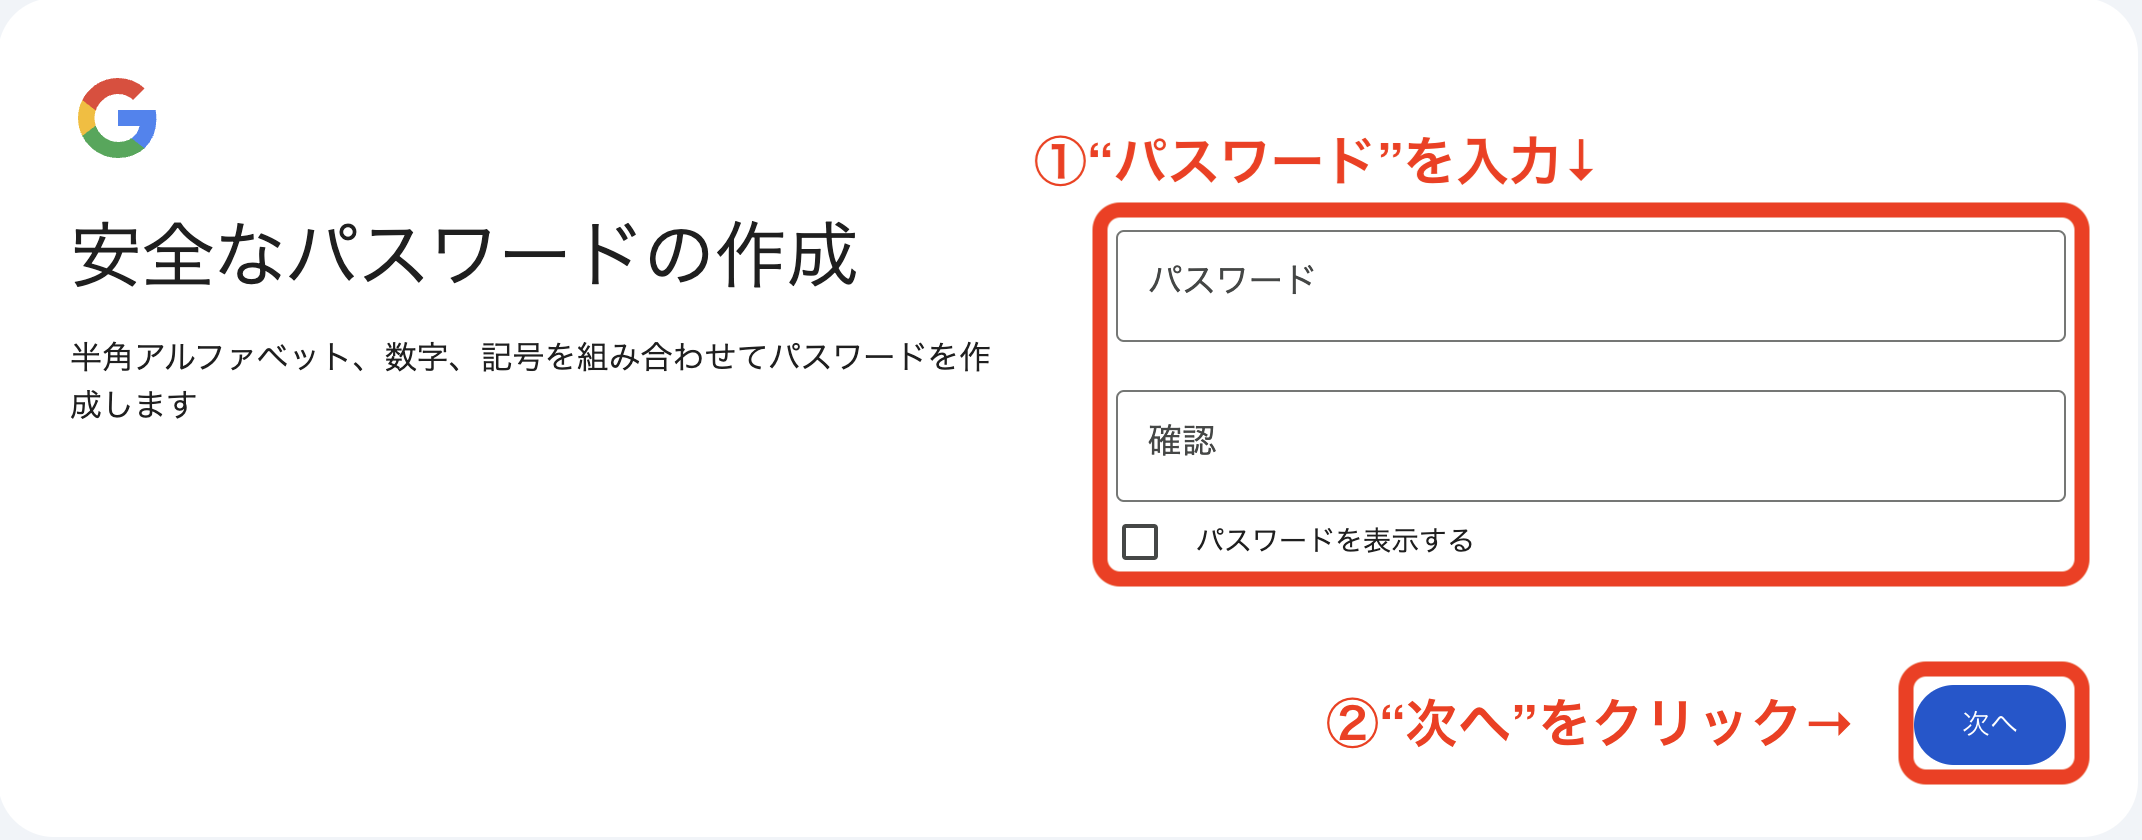 安全なパスワードの作成
半角アルファベット、数字、記号を組み合わせてパスワードを作
成します
①“パスワード”を入力↓
パスワード
確認
パスワードを表示する
②“次へ”をクリック→
次へ